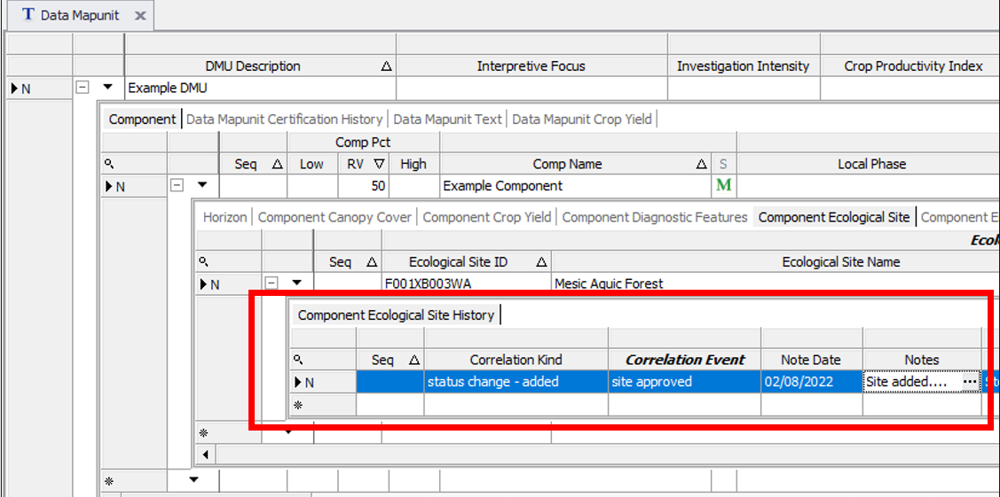 T Data Mapunit x
DMU Description Interpretive Focus Investigation Intensity Crop Productivity Index
N Example DMU
Component Data Mapunit Certification History Data Mapunit Text Data Mapunit Crop Yield
Comp Pct
Seq Low RV High Comp Name S Local Phase
N 50 Example Component M
Horizon Component Canopy Cover Component Crop Yield Component Diagnostic Features Component Ecological Site Component E
Ecol
Seq Ecological Site ID Ecological Site Name
N F001XB003WA Mesic Aquic Forest
Component Ecological Site History
Seq Correlation Kind Correlation Event Note Date Notes
N status change - added site approved 02/08/2022 Site added.... ...